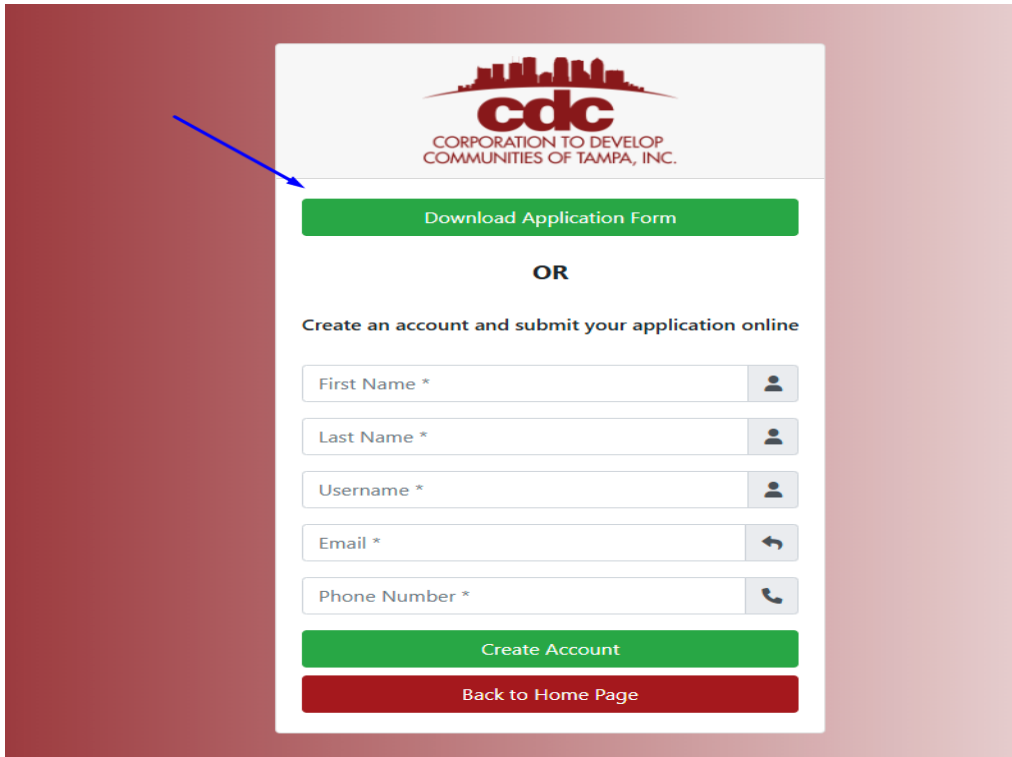 cdc
CORPORATION TO DEVELOP
COMMUNITIES OF TAMPA, INC.
Download Application Form
OR
Create an account and submit your application online
First Name *
Last Name *
Username *
Email *
Phone Number *
Create Account
Back to Home Page